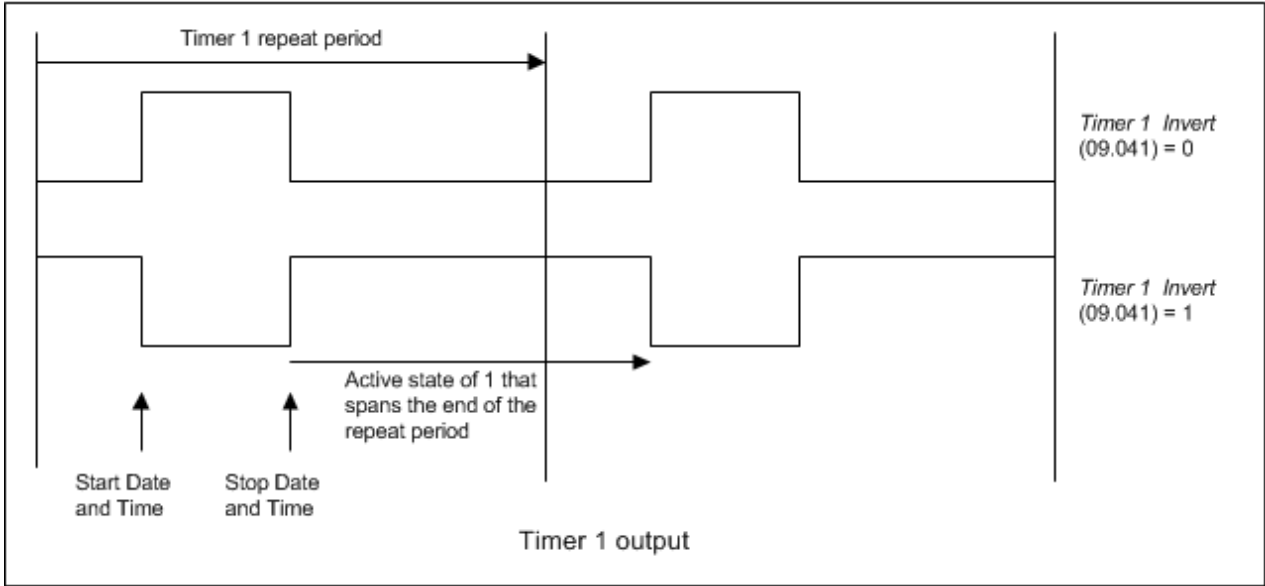 Timer 1 repeat period
Timer 1 Invert
(09.041) = 0
Timer 1 Invert
(09.041) = 1
Active state of 1 that
spans the end of the
repeat period
Start Date
and Time
Stop Date
and Time
Timer 1 output